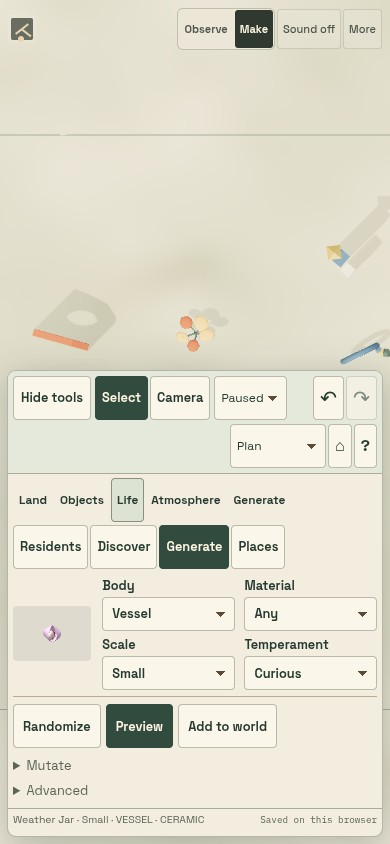 Observe Make Sound off More
Hide tools Select Camera Paused ↶ ↷
Plan ⌂ ?
Land Objects Life Atmosphere Generate
Residents Discover Generate Places
Body Material
Vessel Any
Scale Temperament
Small Curious
Randomize Preview Add to world
Mutate
Advanced
Weather Jar · Small · VESSEL · CERAMIC Saved on this browser